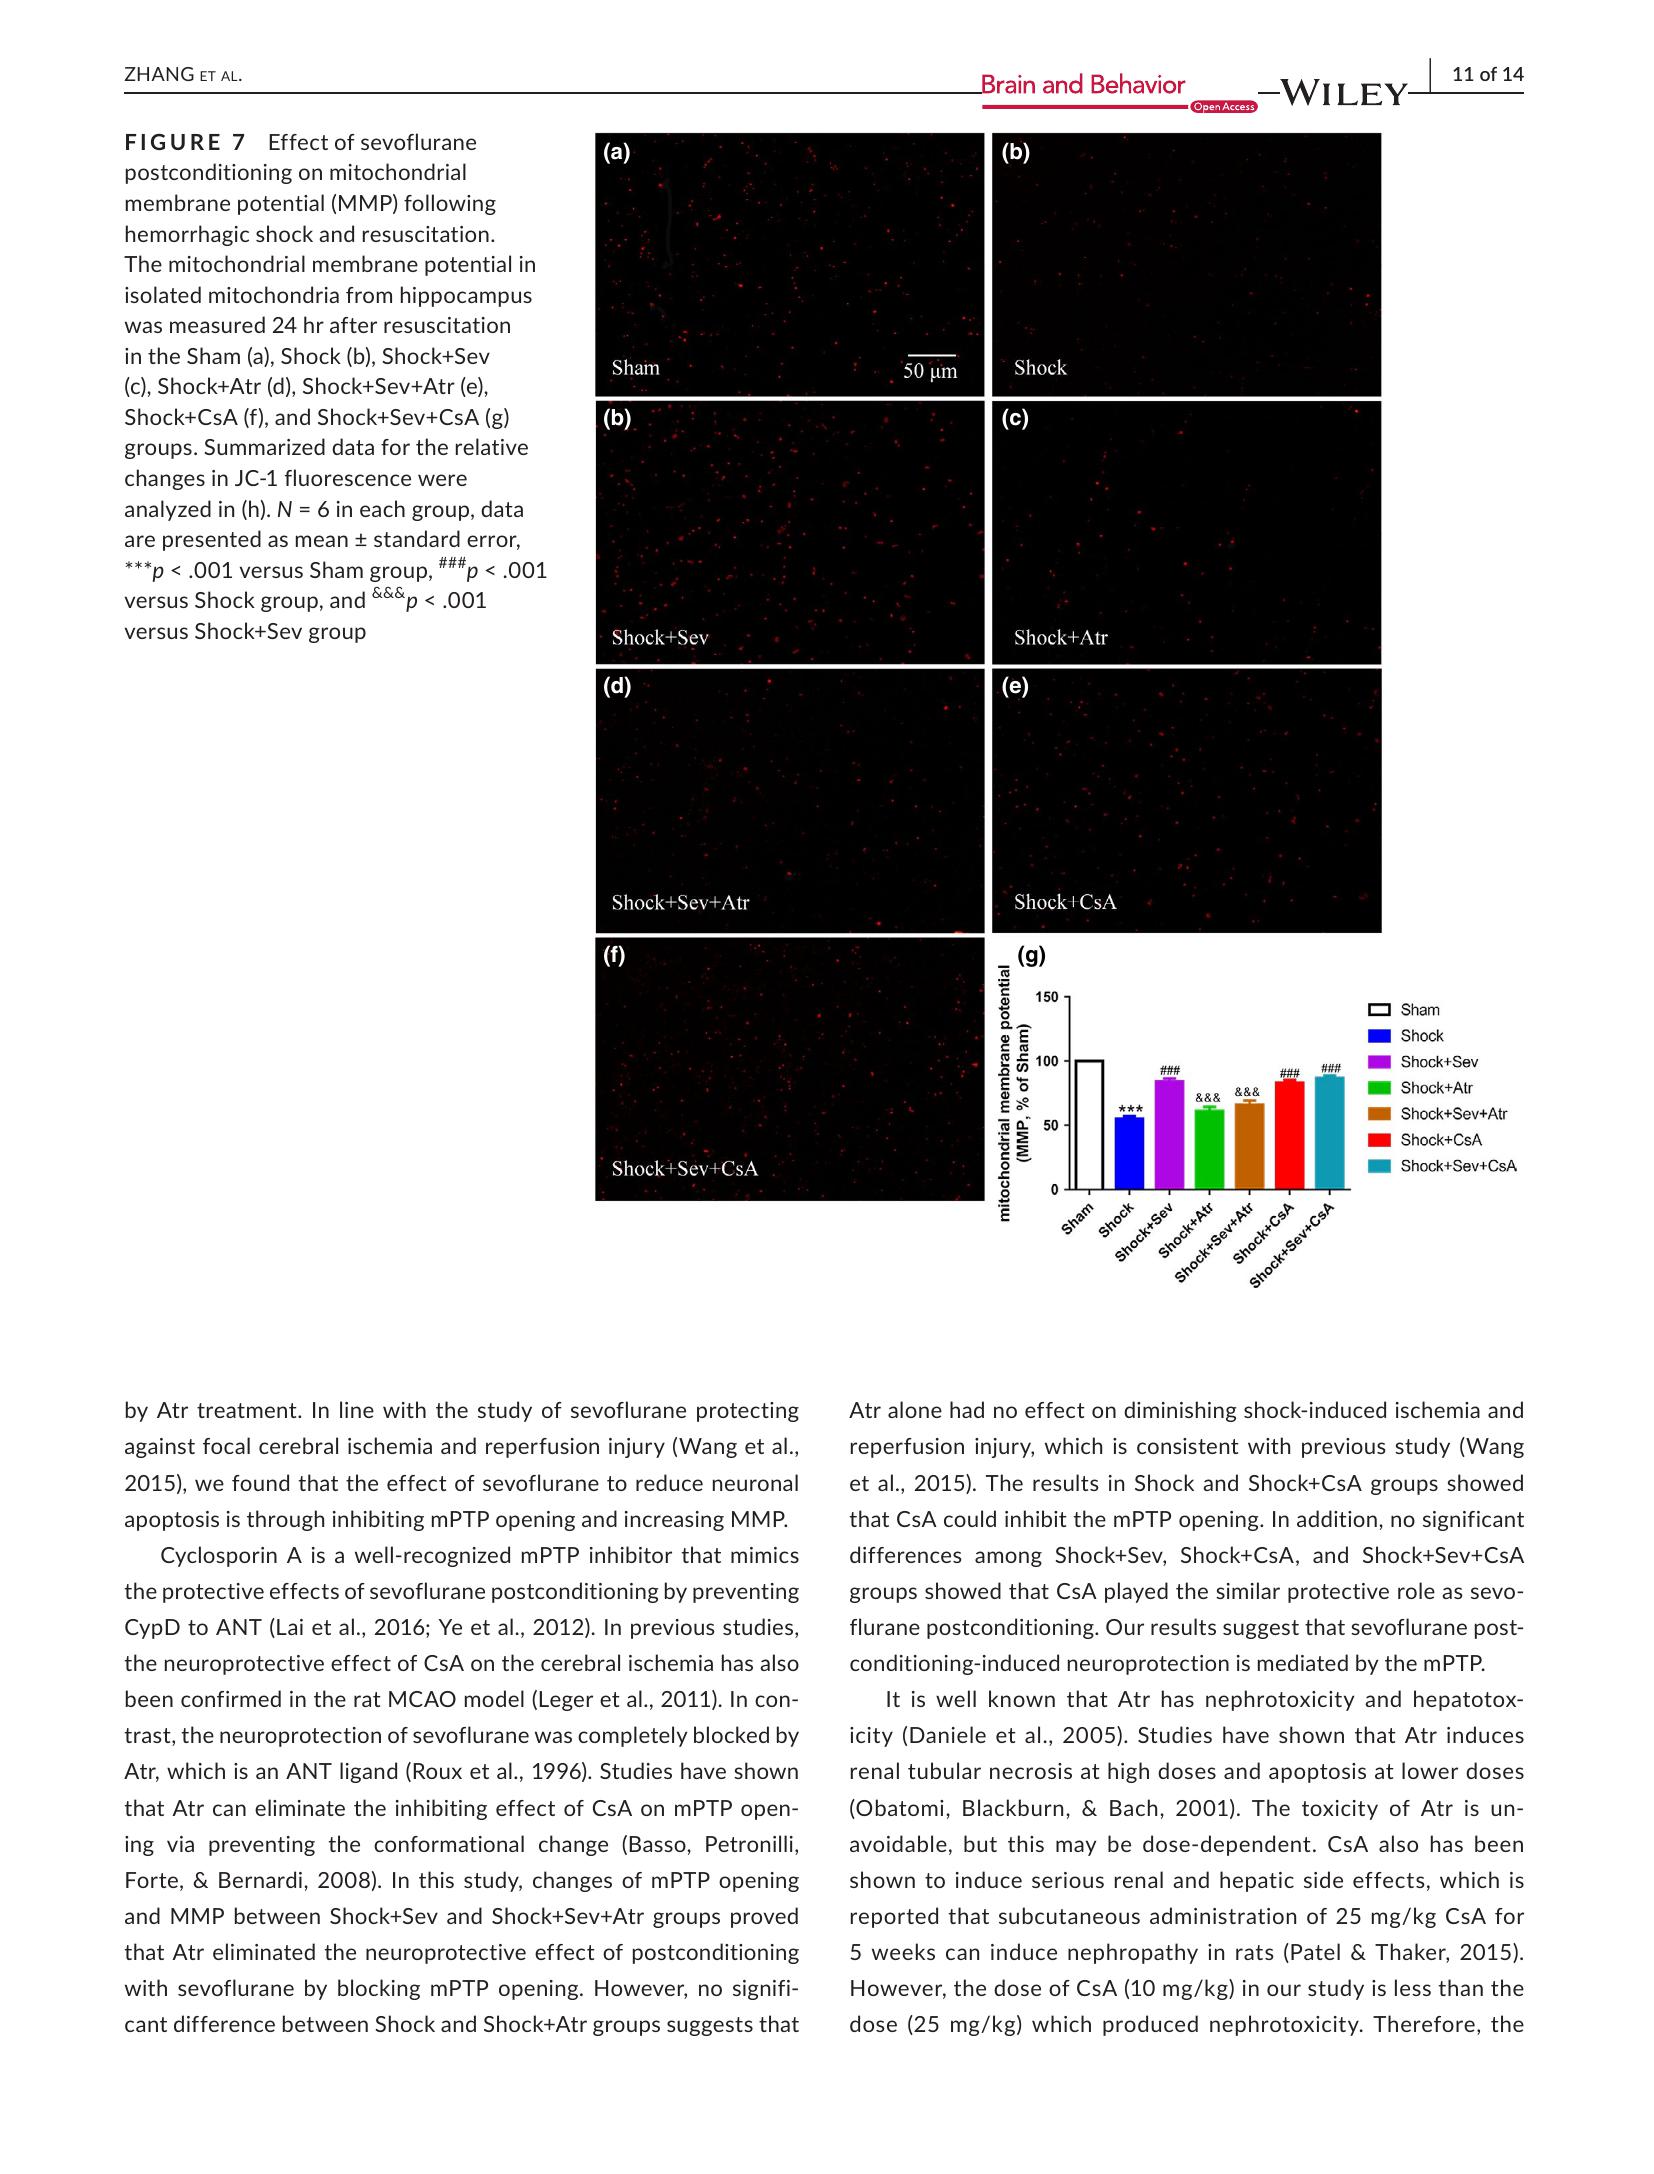 ZHANG ET AL.
Brain and Behavior
Open Access
WILEY
11 of 14
FIGURE 7 Effect of sevoflurane
postconditioning on mitochondrial
membrane potential (MMP) following
hemorrhagic shock and resuscitation.
The mitochondrial membrane potential in
isolated mitochondria from hippocampus
was measured 24 hr after resuscitation
in the Sham (a), Shock (b), Shock+Sev
(c), Shock+Atr (d), Shock+Sev+Atr (e),
Shock+CsA (f), and Shock+Sev+CsA (g)
groups. Summarized data for the relative
changes in JC-1 fluorescence were
analyzed in (h). N = 6 in each group, data
are presented as mean ± standard error,
***p < .001 versus Sham group, ###p < .001
versus Shock group, and &&&p < .001
versus Shock+Sev group
(a)
Sham
50 μm
(b)
Shock
(b)
Shock+Sev
(c)
Shock+Atr
(d)
Shock+Sev+Atr
(e)
Shock+CsA
(f)
Shock+Sev+CsA
(g)
mitochondrial membrane potential
(MMP, % of Sham)
150
100
50
0
***
###
&&&
&&&
###
###
Sham
Shock
Shock+Sev
Shock+Atr
Shock+Sev+Atr
Shock+CsA
Shock+Sev+CsA
Sham
Shock
Shock+Sev
Shock+Atr
Shock+Sev+Atr
Shock+CsA
Shock+Sev+CsA
by Atr treatment. In line with the study of sevoflurane protecting
against focal cerebral ischemia and reperfusion injury (Wang et al.,
2015), we found that the effect of sevoflurane to reduce neuronal
apoptosis is through inhibiting mPTP opening and increasing MMP.
Cyclosporin A is a well-recognized mPTP inhibitor that mimics
the protective effects of sevoflurane postconditioning by preventing
CypD to ANT (Lai et al., 2016; Ye et al., 2012). In previous studies,
the neuroprotective effect of CsA on the cerebral ischemia has also
been confirmed in the rat MCAO model (Leger et al., 2011). In con-
trast, the neuroprotection of sevoflurane was completely blocked by
Atr, which is an ANT ligand (Roux et al., 1996). Studies have shown
that Atr can eliminate the inhibiting effect of CsA on mPTP open-
ing via preventing the conformational change (Basso, Petronilli,
Forte, & Bernardi, 2008). In this study, changes of mPTP opening
and MMP between Shock+Sev and Shock+Sev+Atr groups proved
that Atr eliminated the neuroprotective effect of postconditioning
with sevoflurane by blocking mPTP opening. However, no signifi-
cant difference between Shock and Shock+Atr groups suggests that
Atr alone had no effect on diminishing shock-induced ischemia and
reperfusion injury, which is consistent with previous study (Wang
et al., 2015). The results in Shock and Shock+CsA groups showed
that CsA could inhibit the mPTP opening. In addition, no significant
differences among Shock+Sev, Shock+CsA, and Shock+Sev+CsA
groups showed that CsA played the similar protective role as sevo-
flurane postconditioning. Our results suggest that sevoflurane post-
conditioning-induced neuroprotection is mediated by the mPTP.
It is well known that Atr has nephrotoxicity and hepatotox-
icity (Daniele et al., 2005). Studies have shown that Atr induces
renal tubular necrosis at high doses and apoptosis at lower doses
(Obatomi, Blackburn, & Bach, 2001). The toxicity of Atr is un-
avoidable, but this may be dose-dependent. CsA also has been
shown to induce serious renal and hepatic side effects, which is
reported that subcutaneous administration of 25 mg/kg CsA for
5 weeks can induce nephropathy in rats (Patel & Thaker, 2015).
However, the dose of CsA (10 mg/kg) in our study is less than the
dose (25 mg/kg) which produced nephrotoxicity. Therefore, the